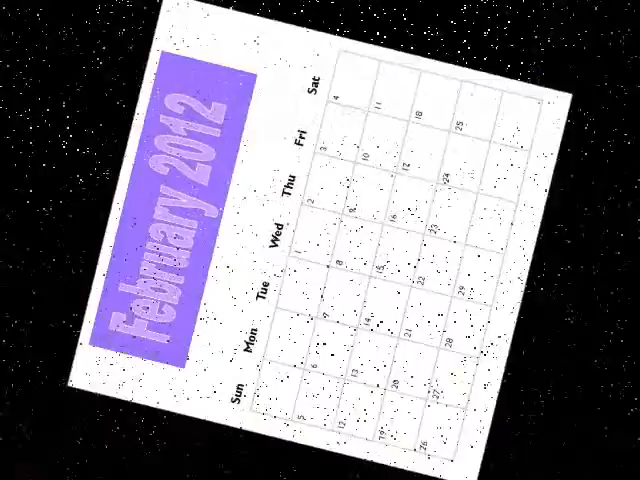 February 2012
Sun Mon Tue Wed Thu Fri Sat
1 2 3 4
5 6 7 8 9 10 11
12 13 14 15 16 17 18
19 20 21 22 23 24 25
26 27 28 29